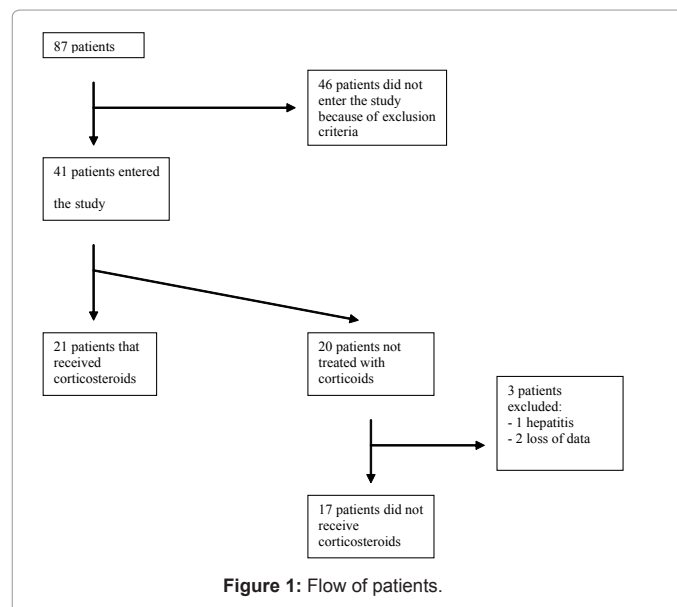 87 patients
46 patients did not
enter the study
because of exclusion
criteria
41 patients entered
the study
21 patients that
received
corticosteroids
20 patients not
treated with
corticoids
3 patients
excluded:
- 1 hepatitis
- 2 loss of data
17 patients did not
receive
corticosteroids
Figure 1: Flow of patients.